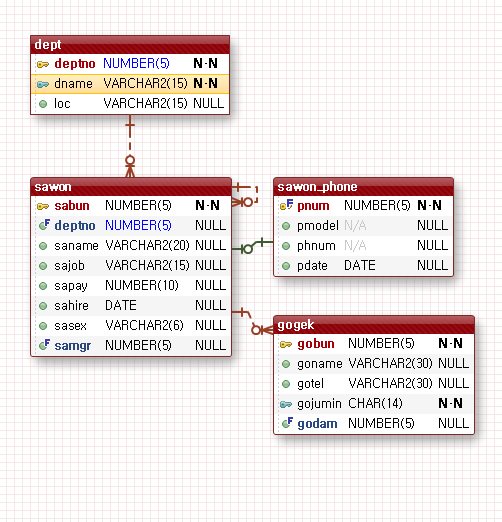 dept
deptno NUMBER(5) N-N
dname VARCHAR2(15) N-N
loc VARCHAR2(15) NULL
sawon
sabun NUMBER(5) N-N
deptno NUMBER(5) NULL
saname VARCHAR2(20) NULL
sajob VARCHAR2(15) NULL
sapay NUMBER(10) NULL
sahire DATE NULL
sasex VARCHAR2(6) NULL
samgr NUMBER(5) NULL
sawon_phone
pnum NUMBER(5) N-N
pmodel N/A NULL
phnum N/A NULL
pdate DATE NULL
gogek
gobun NUMBER(5) N-N
goname VARCHAR2(30) NULL
gotel VARCHAR2(30) NULL
gojumin CHAR(14) N-N
godam NUMBER(5) NULL